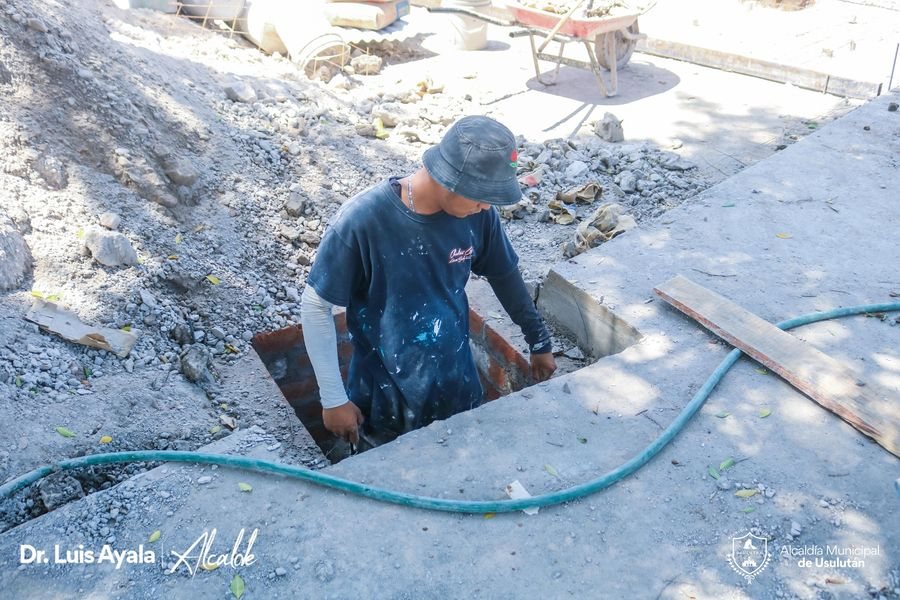 Dr. Luis Ayala
Alcalde
Alcaldía Municipal
de Usulután